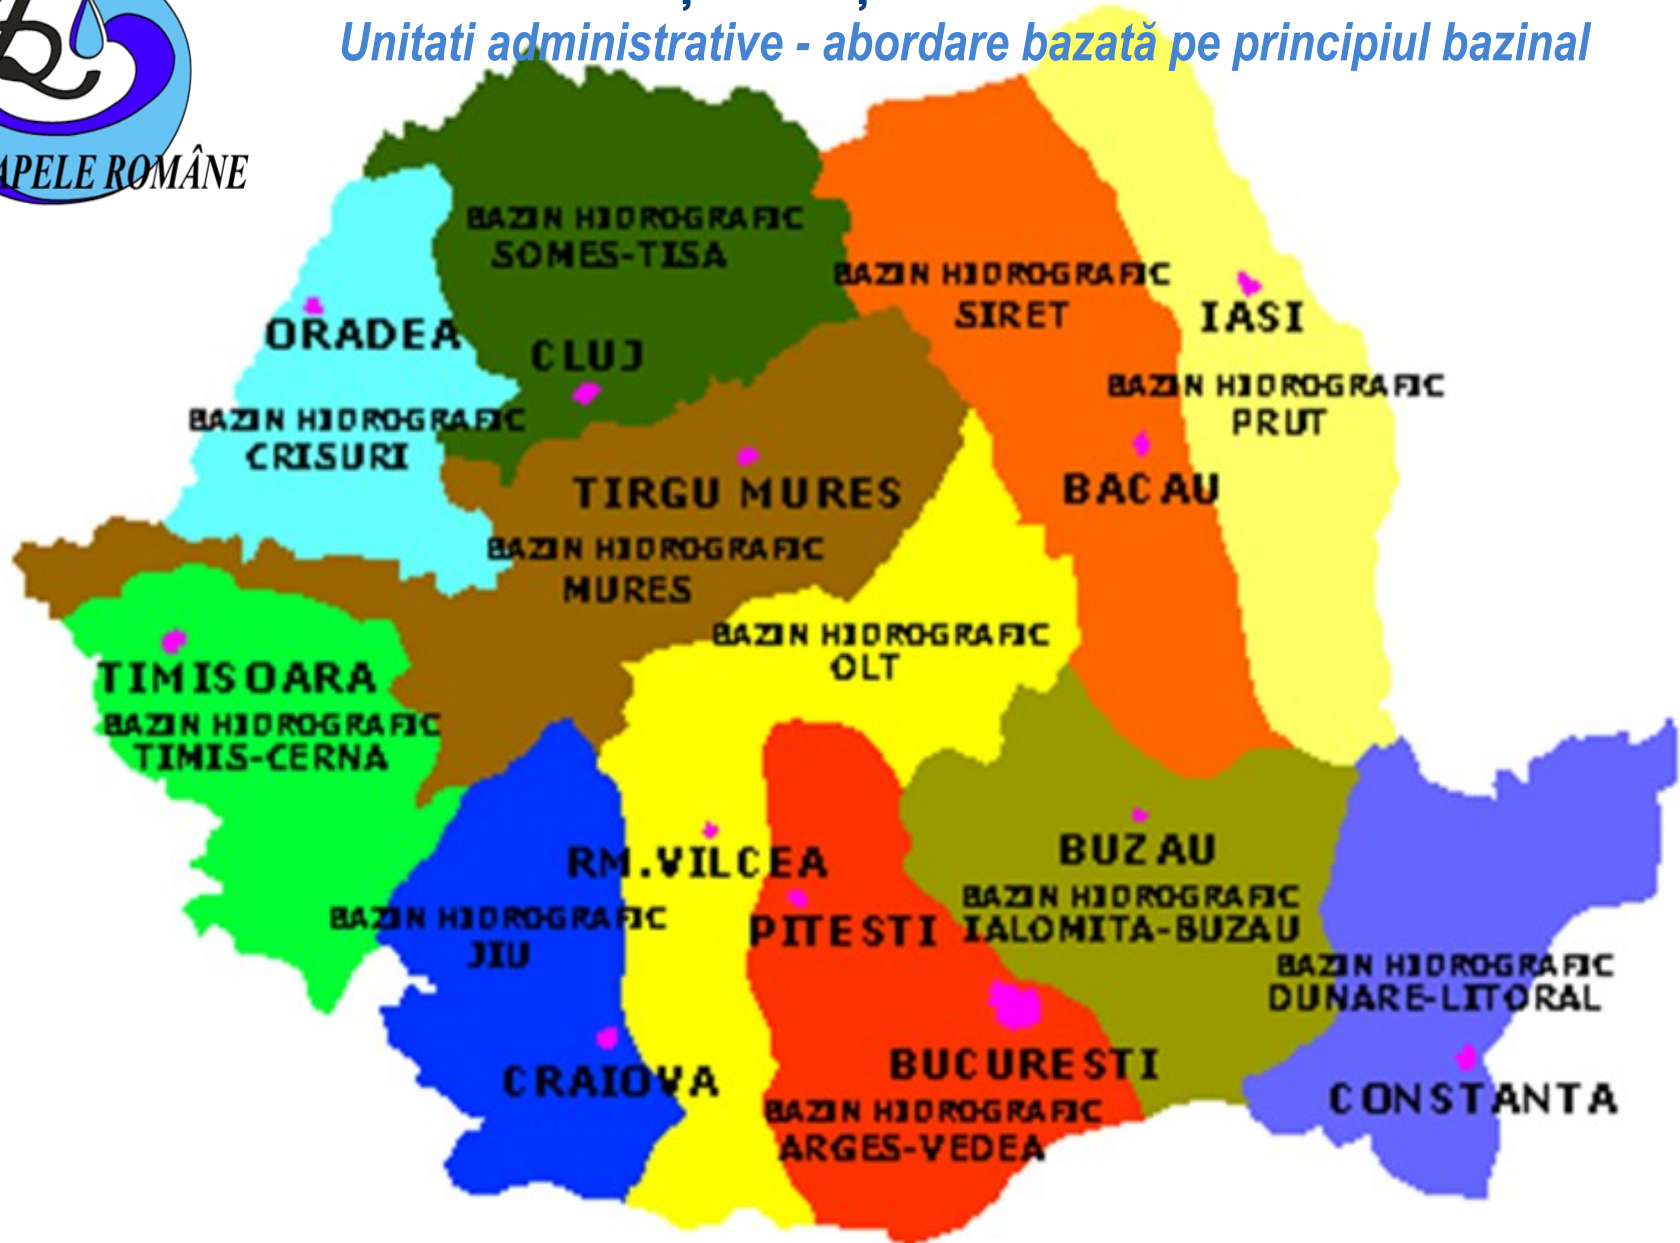 Unitati administrative - abordare bazată pe principiul bazinal
APELE ROMÂNE
BAZIN HIDROGRAFIC
SOMES-TISA
CLUJ
ORADEA
BAZIN HIDROGRAFIC
CRISURI
BAZIN HIDROGRAFIC
SIRET
BACAU
IASI
BAZIN HIDROGRAFIC
PRUT
TIRGU MURES
BAZIN HIDROGRAFIC
MURES
TIMISOARA
BAZIN HIDROGRAFIC
TIMIS-CERNA
BAZIN HIDROGRAFIC
OLT
RM.VILCEA
BAZIN HIDROGRAFIC
JIU
CRAIOVA
PITESTI
BUCURESTI
BAZIN HIDROGRAFIC
ARGES-VEDEA
BUZAU
BAZIN HIDROGRAFIC
IALOMITA-BUZAU
BAZIN HIDROGRAFIC
DUNARE-LITORAL
CONSTANTA